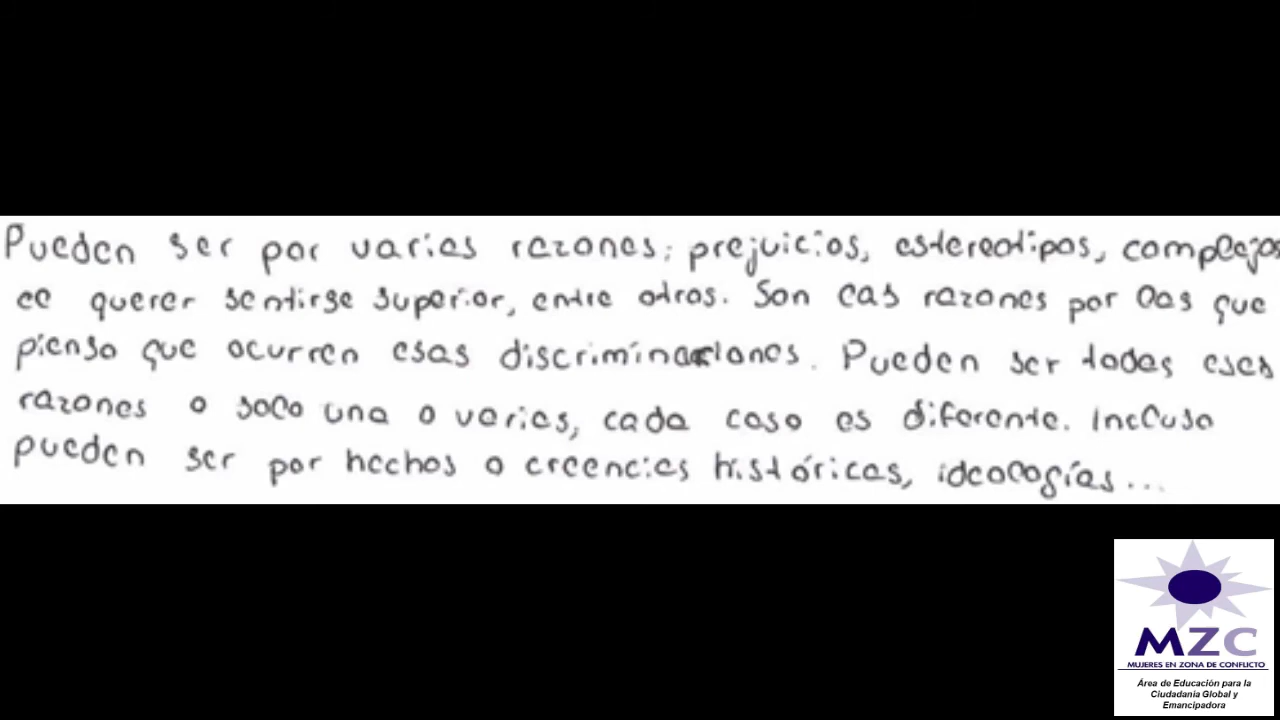 Pueden ser por varias razones; prejuicios, estereotipos, complejos
el querer sentirse superior, entre otros. Son las razones por las que
pienso que ocurren esas discriminaciones. Pueden ser todas esas
razones o solo una o varias, cada caso es diferente. Incluso
pueden ser por hechos o creencias históricas, ideologías...
MZC
MUJERES EN ZONA DE CONFLICTO
Área de Educación para la
Ciudadanía Global y
Emancipadora